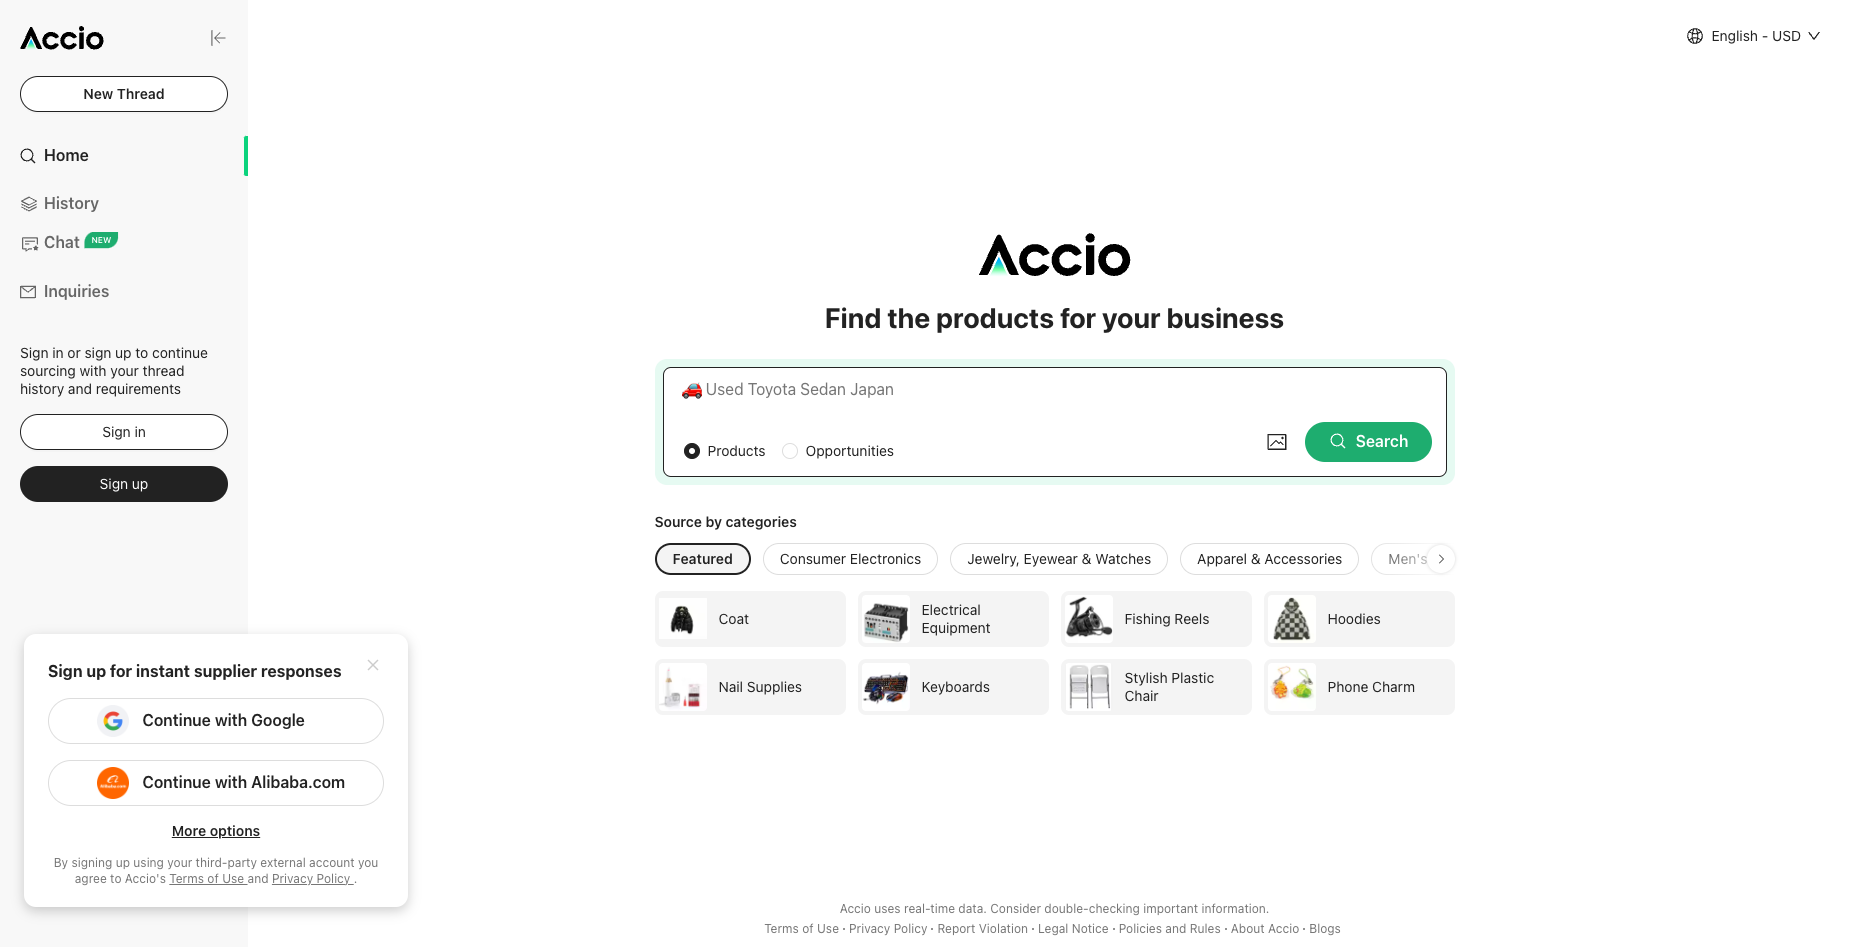 Accio
New Thread
Home
History
Chat NEW
Inquiries
Sign in or sign up to continue
sourcing with your thread
history and requirements
Sign in
Sign up
Sign up for instant supplier responses
Continue with Google
Continue with Alibaba.com
More options
By signing up using your third-party external account you
agree to Accio's Terms of Use and Privacy Policy .
English - USD
Accio
Find the products for your business
Used Toyota Sedan Japan
Products Opportunities
Search
Source by categories
Featured Consumer Electronics Jewelry, Eyewear & Watches Apparel & Accessories Men's
Coat
Electrical
Equipment
Fishing Reels
Hoodies
Nail Supplies
Keyboards
Stylish Plastic
Chair
Phone Charm
Accio uses real-time data. Consider double-checking important information.
Terms of Use · Privacy Policy · Report Violation · Legal Notice · Policies and Rules · About Accio · Blogs